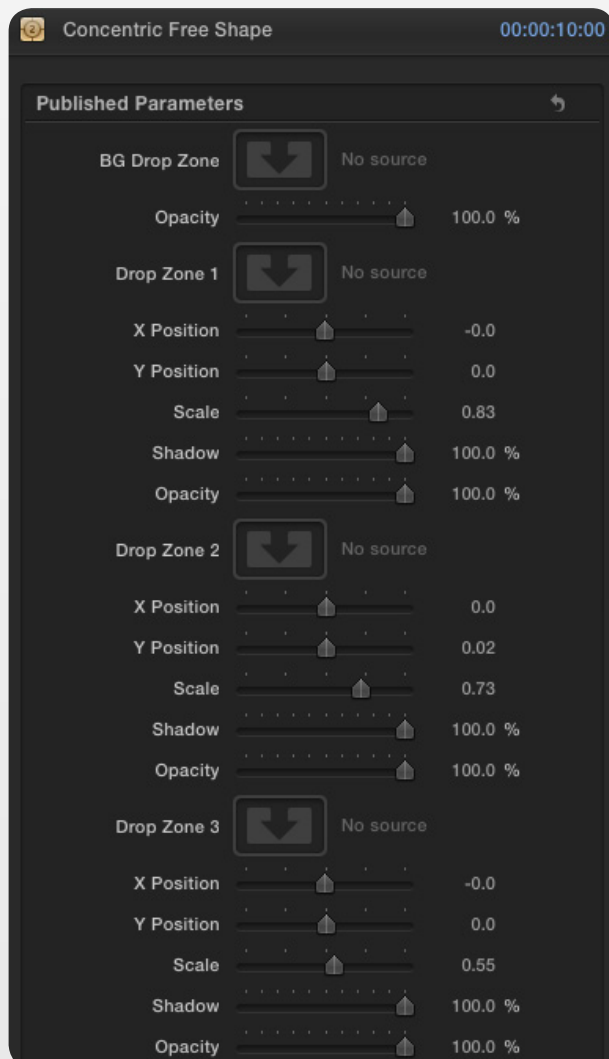 2 Concentric Free Shape 00:00:10:00
Published Parameters
BG Drop Zone No source
Opacity 100.0 %
Drop Zone 1 No source
X Position -0.0
Y Position 0.0
Scale 0.83
Shadow 100.0 %
Opacity 100.0 %
Drop Zone 2 No source
X Position 0.0
Y Position 0.02
Scale 0.73
Shadow 100.0 %
Opacity 100.0 %
Drop Zone 3 No source
X Position -0.0
Y Position 0.0
Scale 0.55
Shadow 100.0 %
Opacity 100.0 %